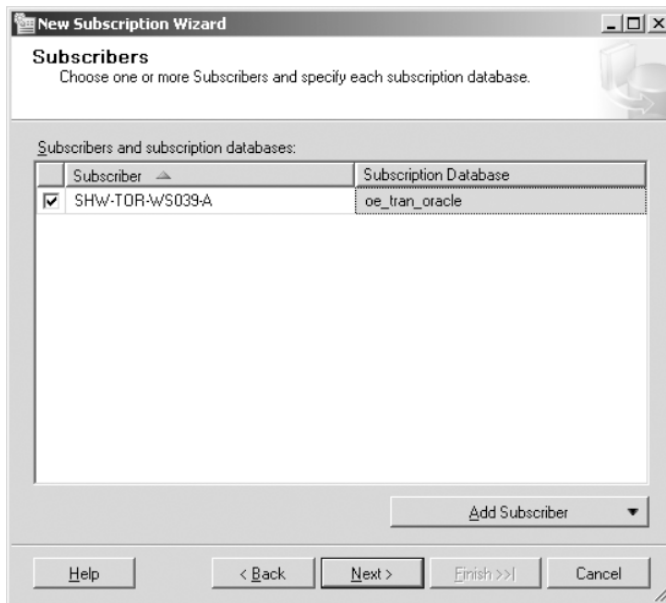 New Subscription Wizard
Subscribers
Choose one or more Subscribers and specify each subscription database.
Subscribers and subscription databases:
Subscriber Subscription Database
SHW-TOR-WS039-A oe_tran_oracle
Add Subscriber
Help < Back Next > Finish >>| Cancel